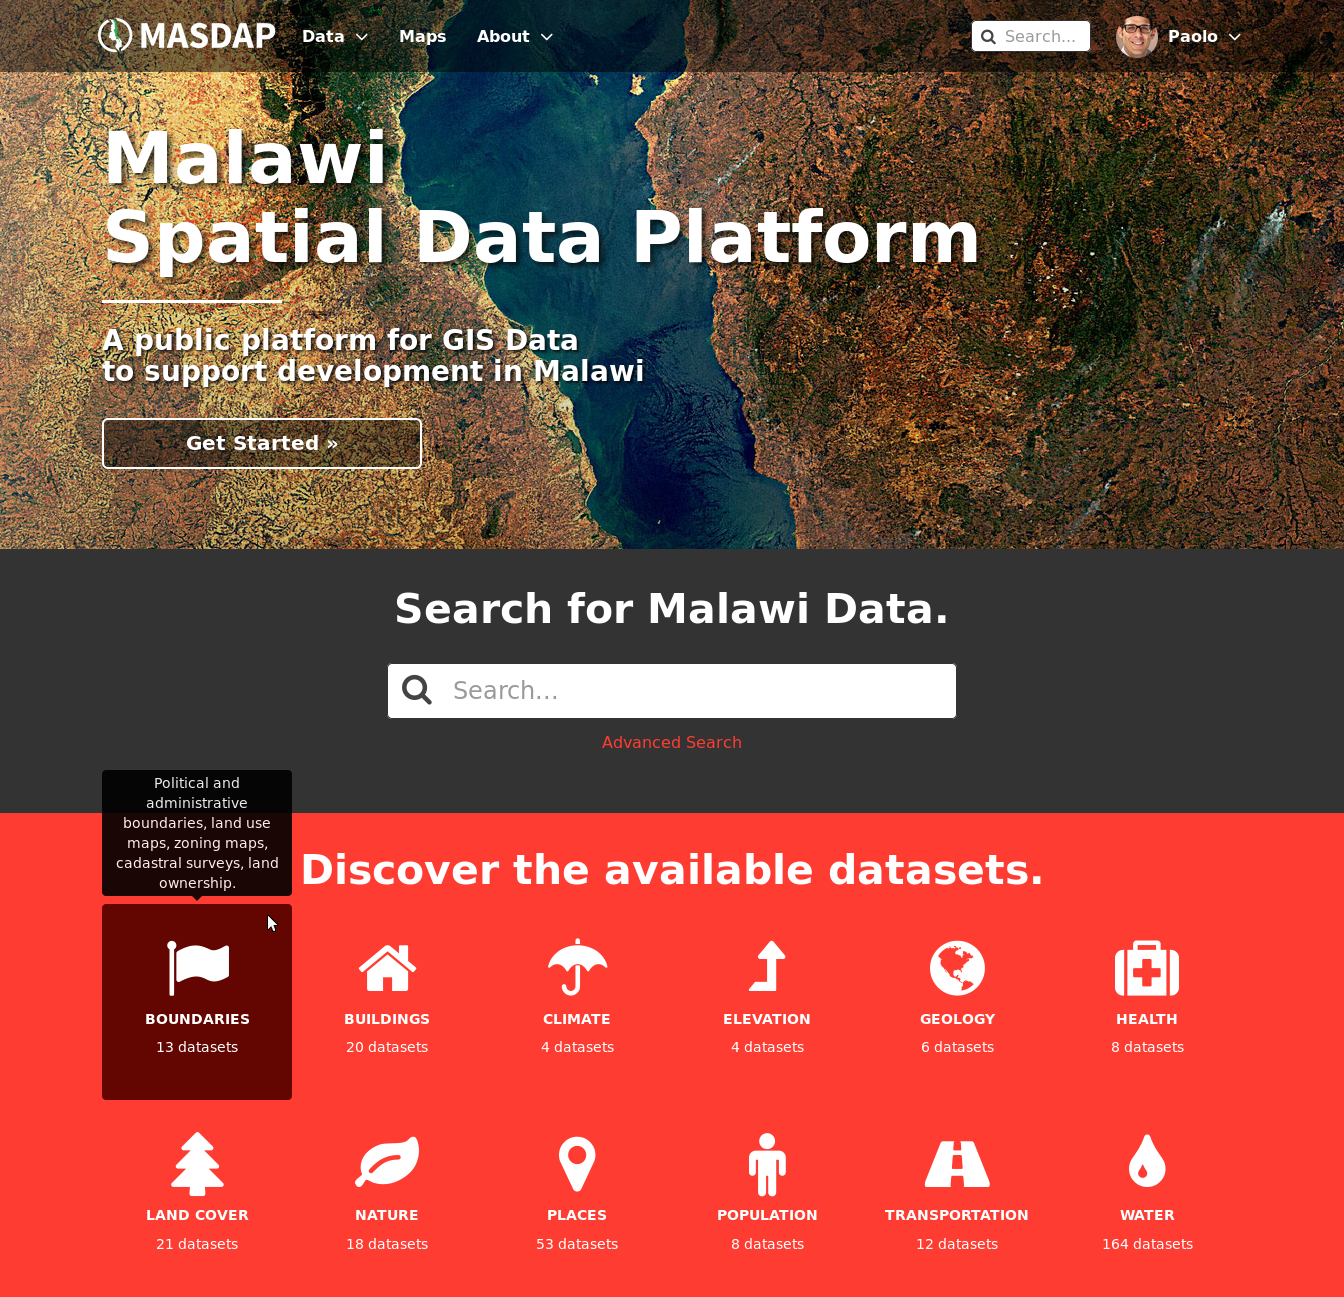 MASDAP
Data
Maps
About
Search...
Paolo
Malawi
Spatial Data Platform
A public platform for GIS Data
to support development in Malawi
Get Started »
Search for Malawi Data.
Search...
Advanced Search
Political and
administrative
boundaries, land use
maps, zoning maps,
cadastral surveys, land
ownership.
Discover the available datasets.
BOUNDARIES
13 datasets
BUILDINGS
20 datasets
CLIMATE
4 datasets
ELEVATION
4 datasets
GEOLOGY
6 datasets
HEALTH
8 datasets
LAND COVER
21 datasets
NATURE
18 datasets
PLACES
53 datasets
POPULATION
8 datasets
TRANSPORTATION
12 datasets
WATER
164 datasets